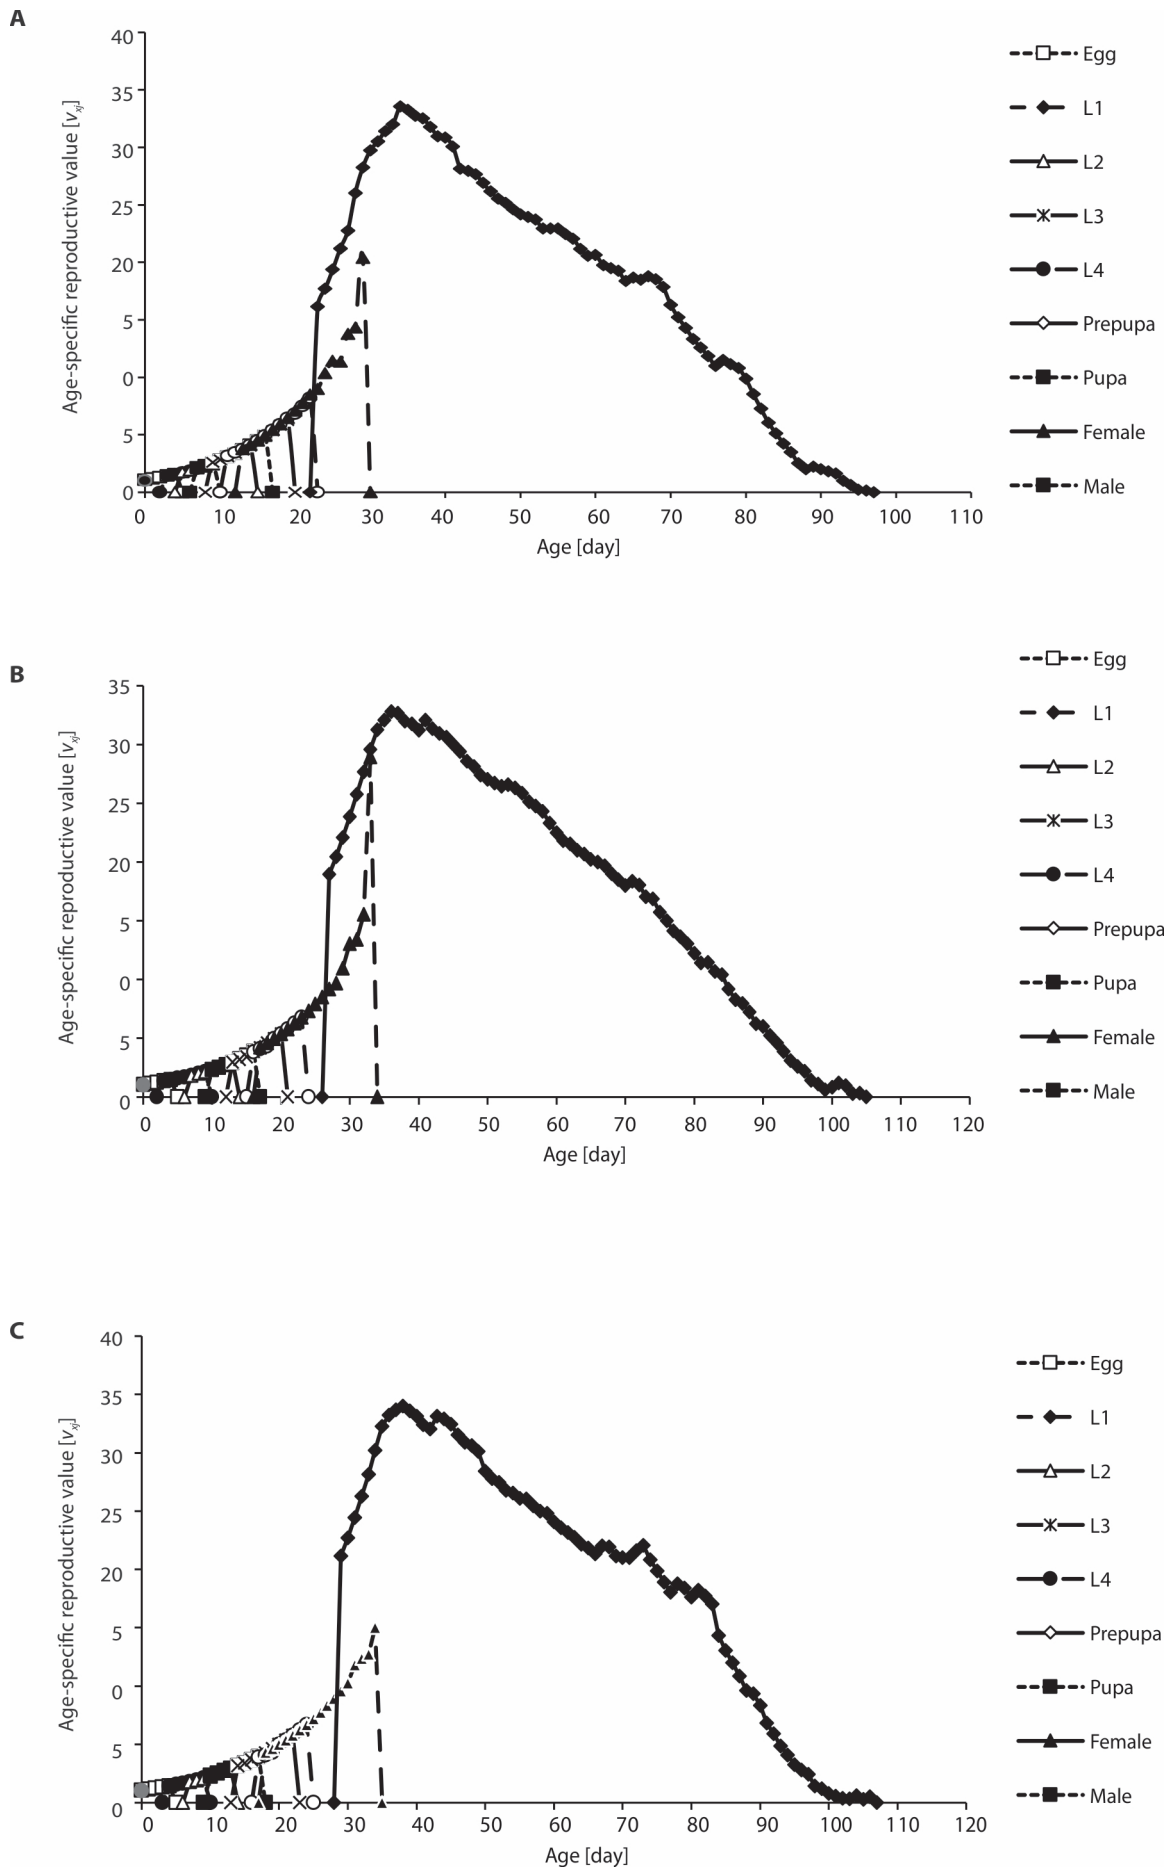 A
Age-specific reproductive value [vxj]
40
35
30
25
20
5
0
5
0
0 10 20 30 40 50 60 70 80 90 100 110
Age [day]
Egg
L1
L2
L3
L4
Prepupa
Pupa
Female
Male
B
Age-specific reproductive value [vxj]
35
30
25
20
5
0
5
0
0 10 20 30 40 50 60 70 80 90 100 110 120
Age [day]
Egg
L1
L2
L3
L4
Prepupa
Pupa
Female
Male
C
Age-specific reproductive value [vxj]
40
35
30
25
20
5
0
5
0
0 10 20 30 40 50 60 70 80 90 100 110 120
Age [day]
Egg
L1
L2
L3
L4
Prepupa
Pupa
Female
Male